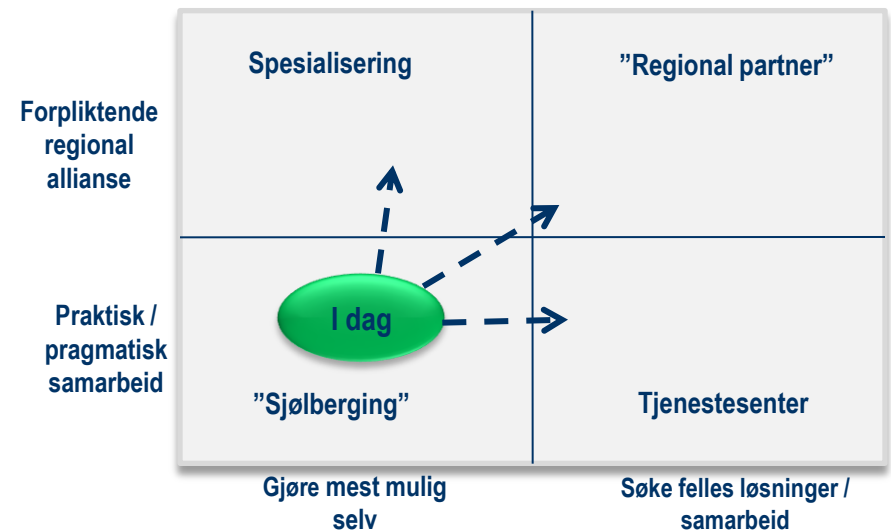 Spesialisering
”Regional partner”
Forpliktende
regional
allianse
I dag
Praktisk /
pragmatisk
samarbeid
”Sjølberging”
Tjenestesenter
Gjøre mest mulig
selv
Søke felles løsninger /
samarbeid